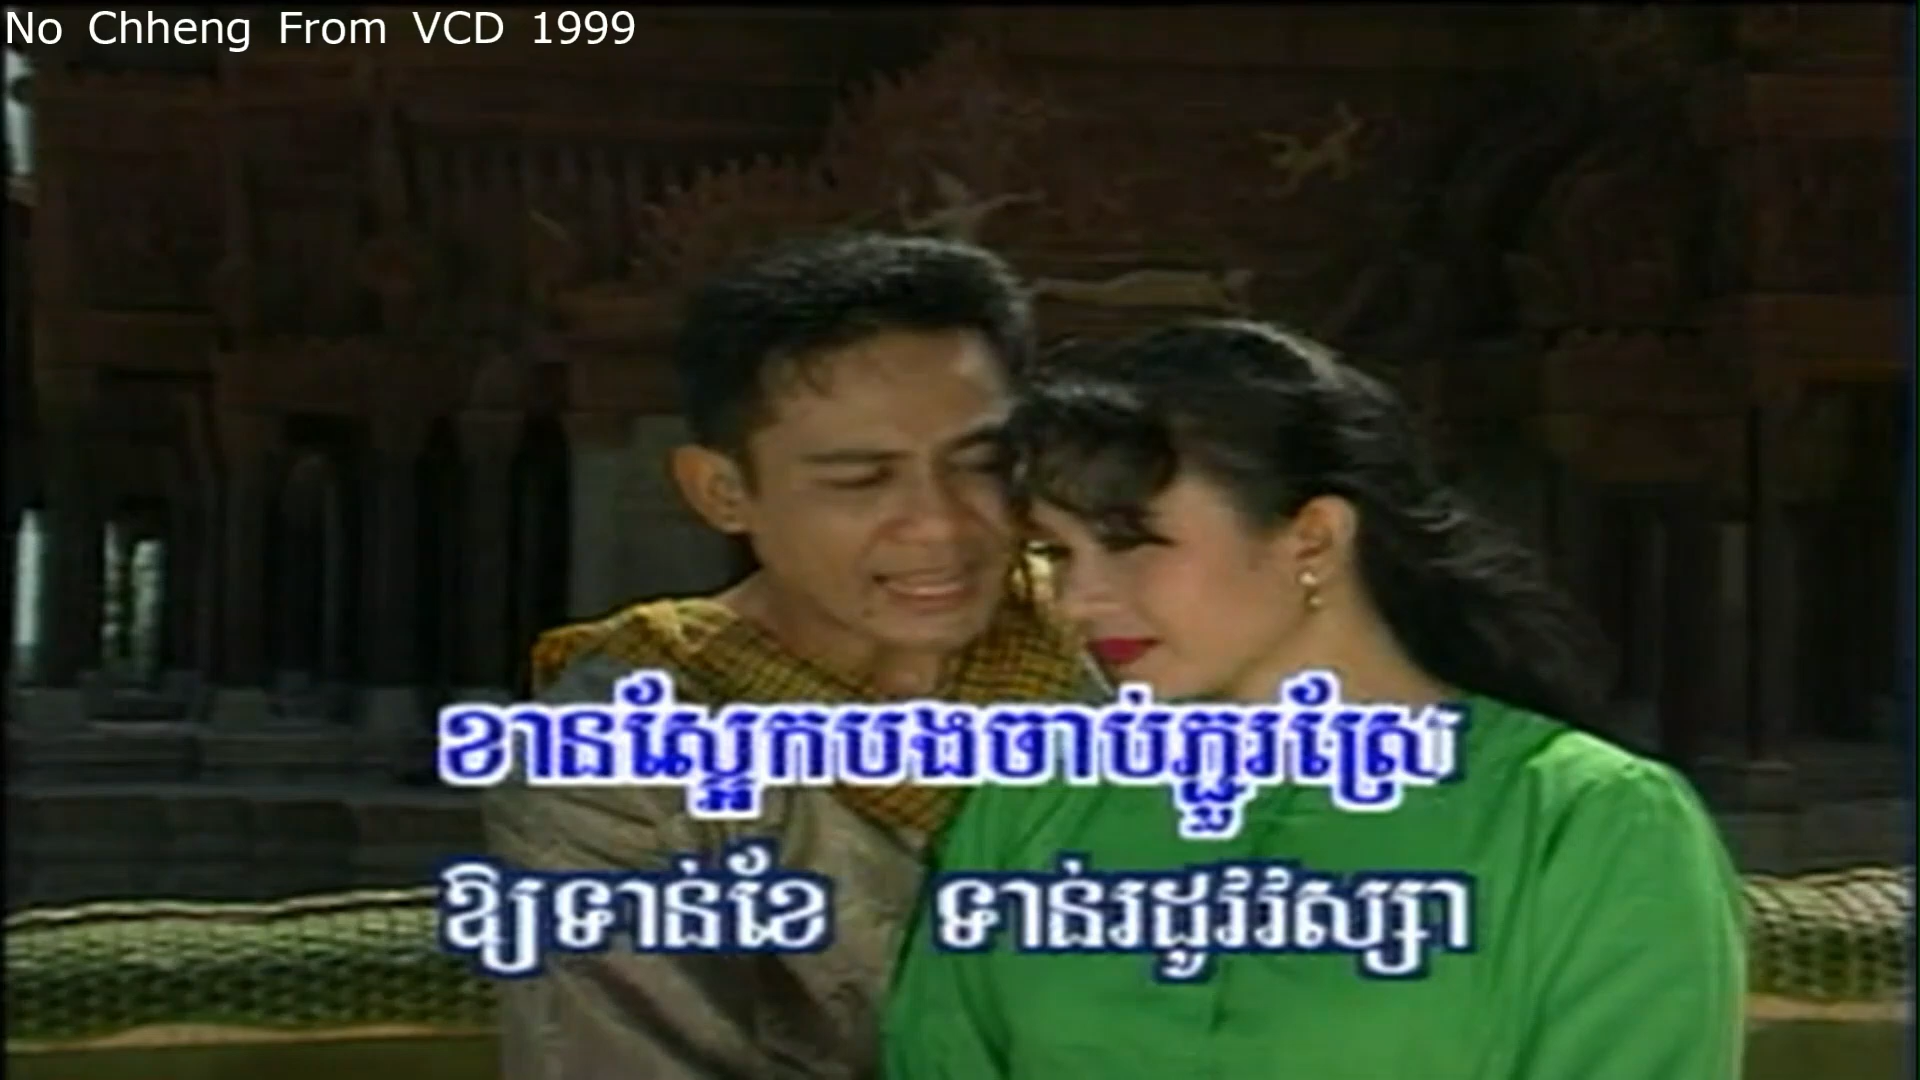 No Chheng From VCD 1999
ខានស្អែកបងចាប់ភ្ជួរស្រែ
ឱ្យទាន់ខែ ទាន់រដូវវស្សា